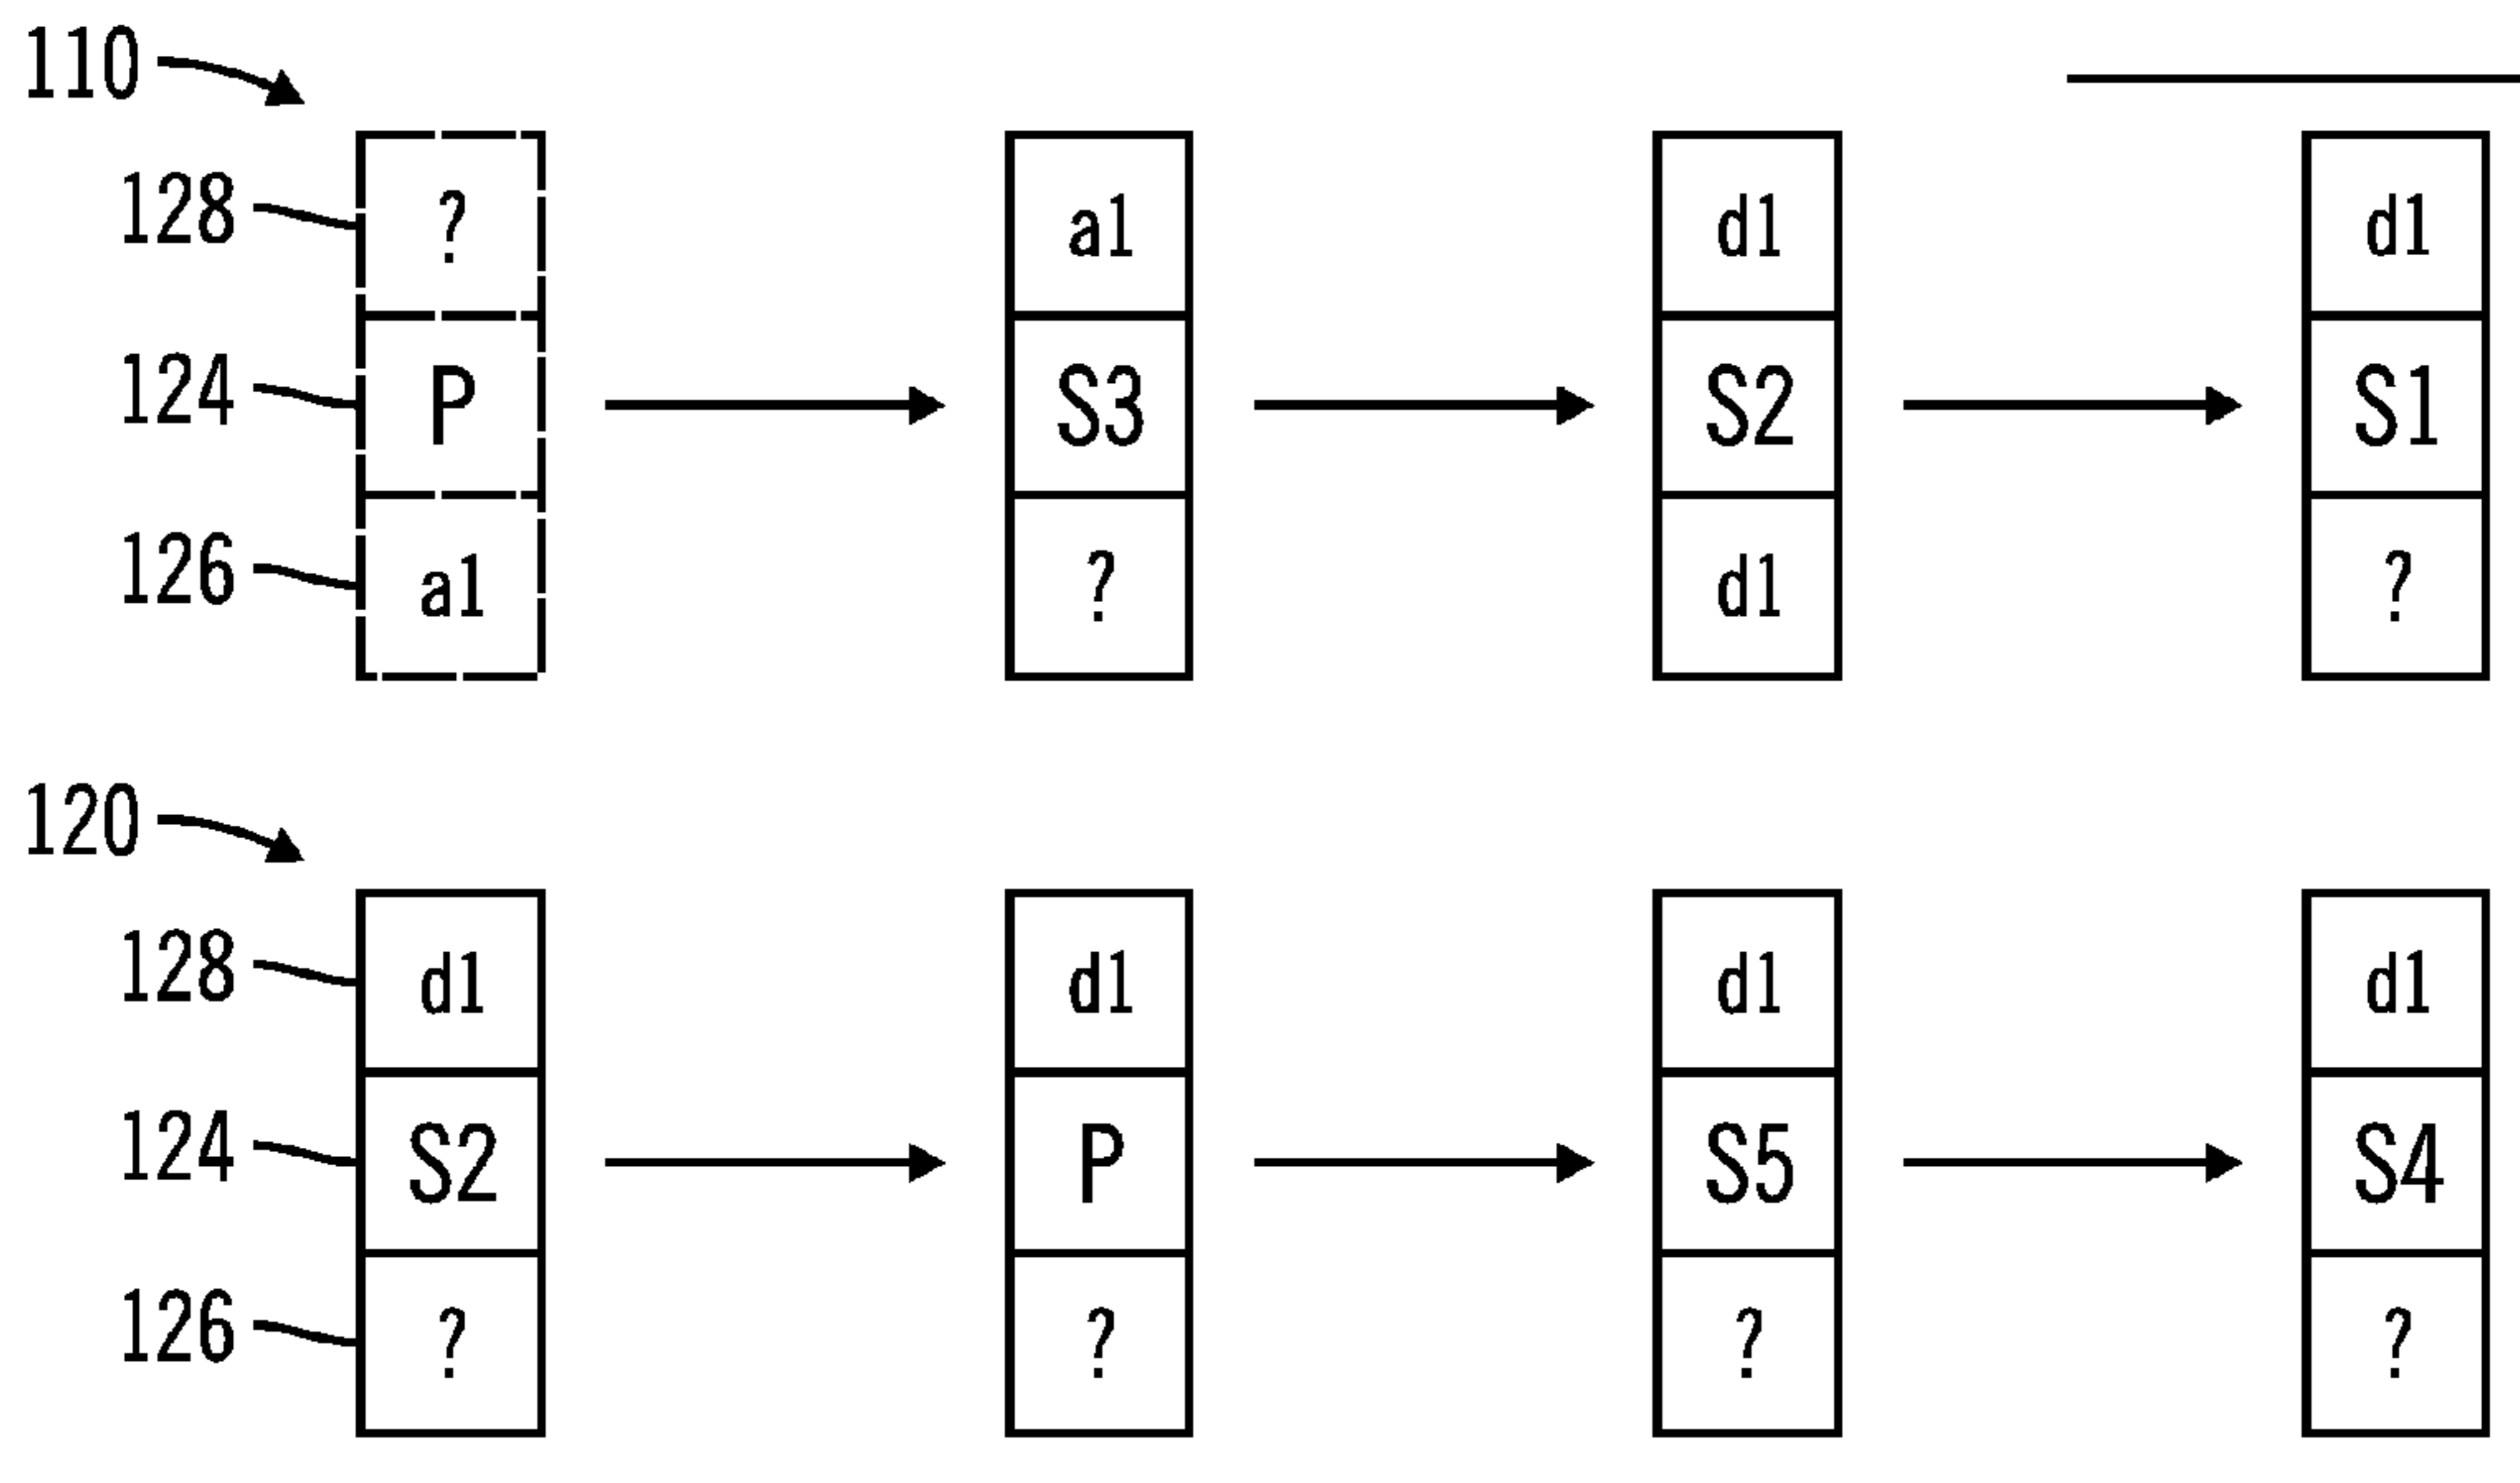 110
128 ? a1 d1 d1
124 P S3 S2 S1
126 a1 ? d1 ?
120
128 d1 d1 d1 d1
124 S2 P S5 S4
126 ? ? ? ?